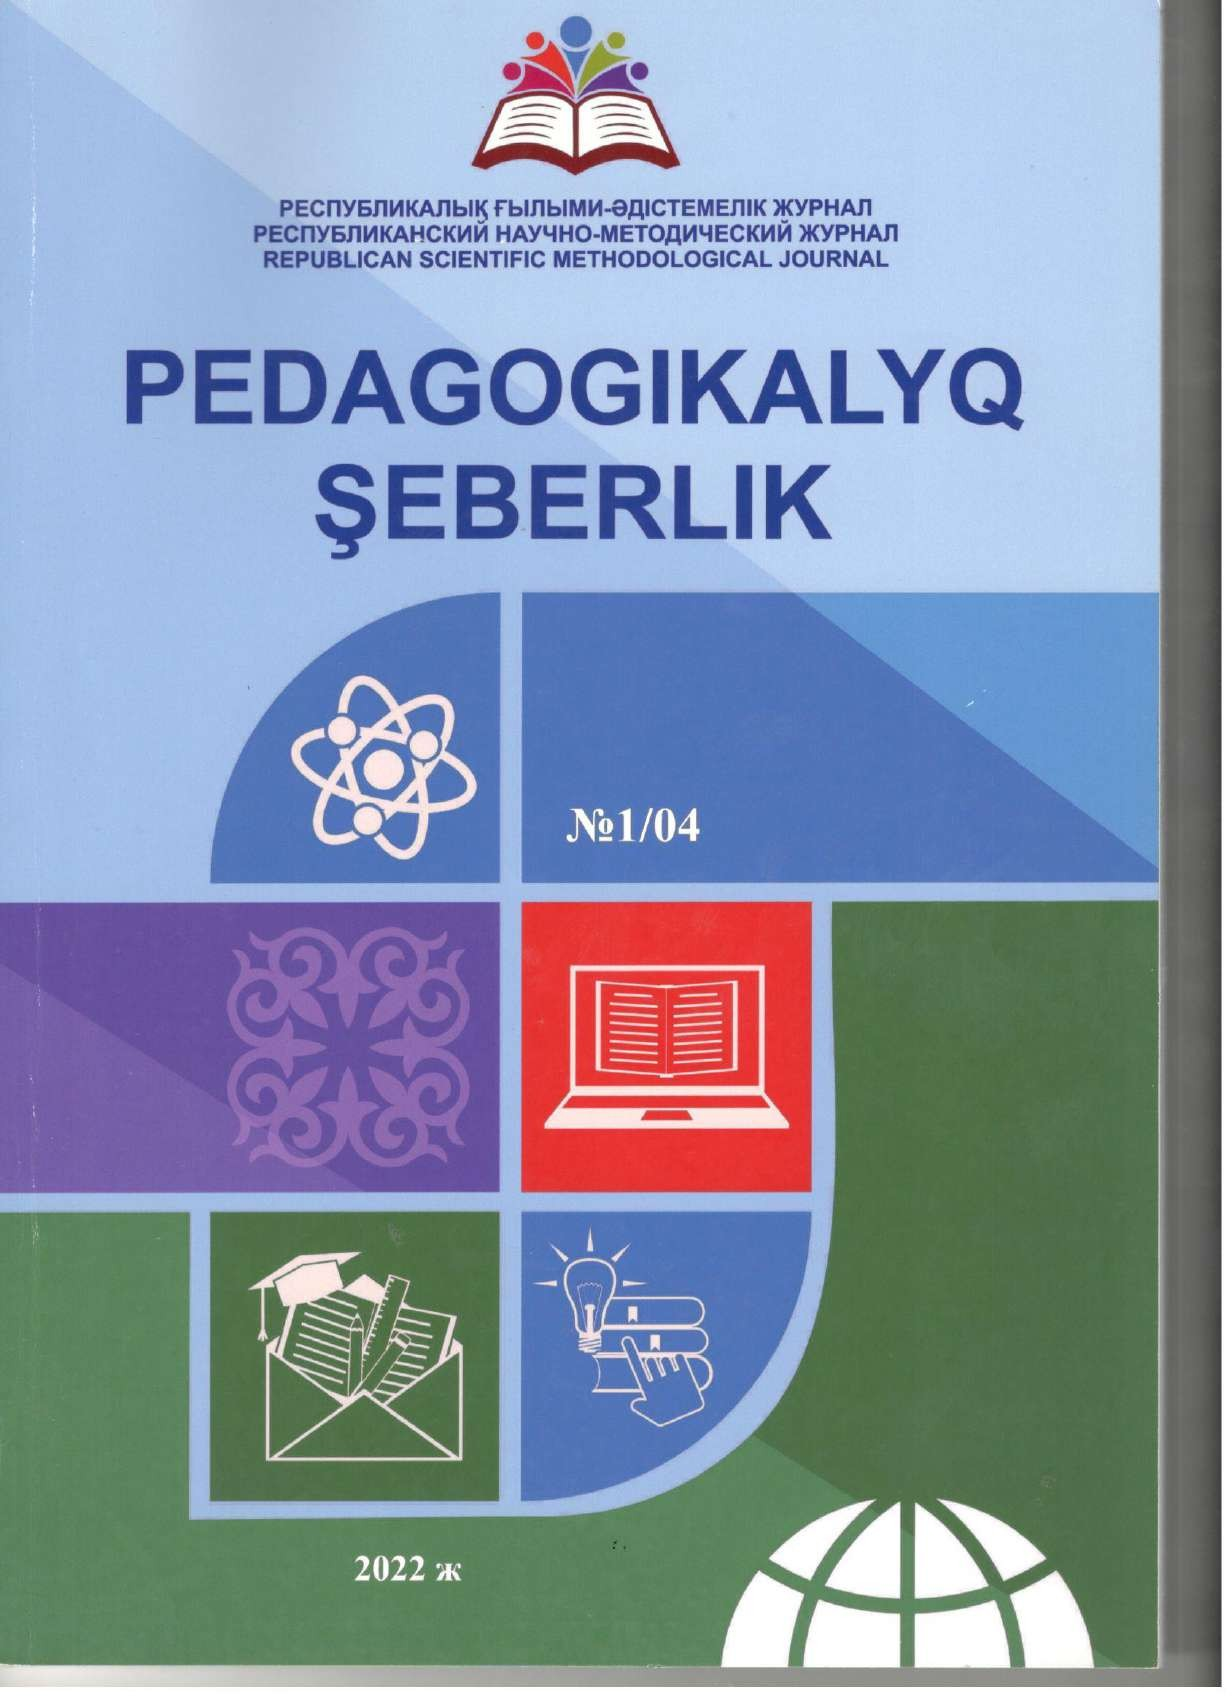 РЕСПУБЛИКАЛЫҚ ҒЫЛЫМИ-ӘДІСТЕМЕЛІК ЖУРНАЛ
РЕСПУБЛИКАНСКИЙ НАУЧНО-МЕТОДИЧЕСКИЙ ЖУРНАЛ
REPUBLICAN SCIENTIFIC METHODOLOGICAL JOURNAL
PEDAGOGIKALYQ
ŞEBERLIK
№1/04
2022 ж